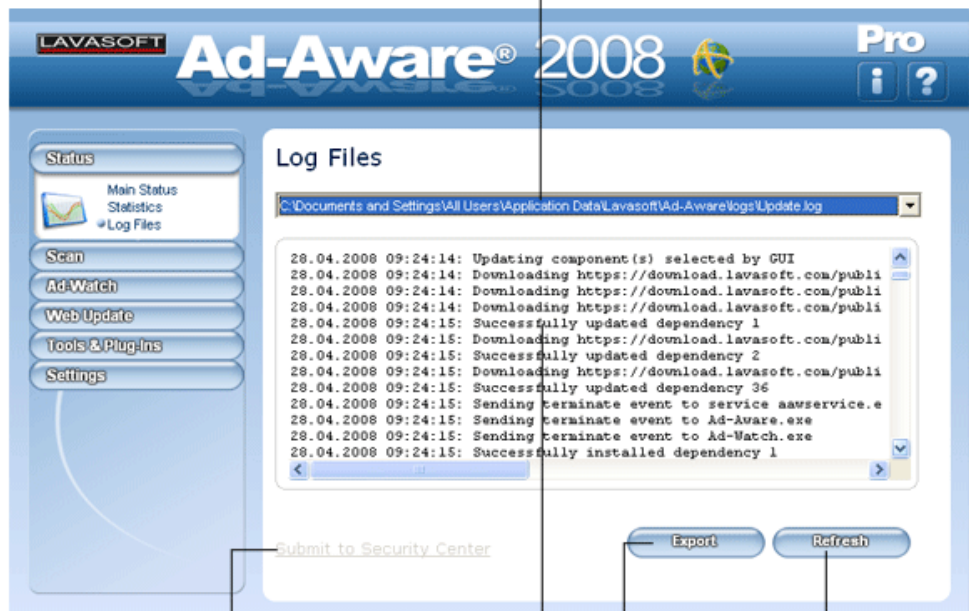 LAVASOFT
Ad-Aware® 2008
Pro
i ?
Status
Main Status
Statistics
Log Files
Scan
Ad-Watch
Web Update
Tools & Plug-Ins
Settings
Log Files
C:\Documents and Settings\All Users\Application Data\Lavasoft\Ad-Aware\logs\Update.log
28.04.2008 09:24:14: Updating component(s) selected by GUI
28.04.2008 09:24:14: Downloading https://download.lavasoft.com/publi
28.04.2008 09:24:14: Downloading https://download.lavasoft.com/publi
28.04.2008 09:24:14: Downloading https://download.lavasoft.com/publi
28.04.2008 09:24:15: Successfully updated dependency 1
28.04.2008 09:24:15: Downloading https://download.lavasoft.com/publi
28.04.2008 09:24:15: Successfully updated dependency 2
28.04.2008 09:24:15: Downloading https://download.lavasoft.com/publi
28.04.2008 09:24:15: Successfully updated dependency 36
28.04.2008 09:24:15: Sending terminate event to service aawservice.e
28.04.2008 09:24:15: Sending terminate event to Ad-Aware.exe
28.04.2008 09:24:15: Sending terminate event to Ad-Watch.exe
28.04.2008 09:24:15: Successfully installed dependency 1
Submit to Security Center
Export
Refresh